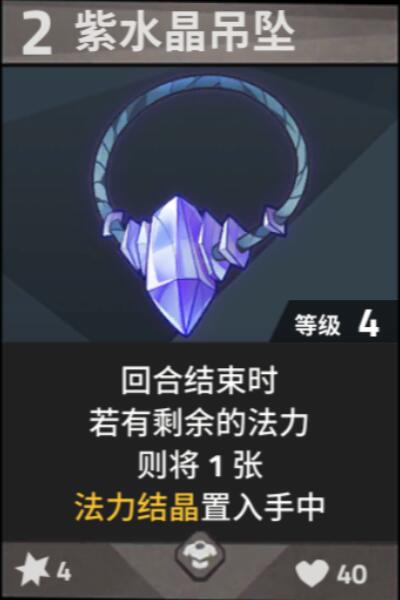 2 紫水晶吊坠
等级 4
回合结束时
若有剩余的法力
则将 1 张
法力结晶置入手中
4 40